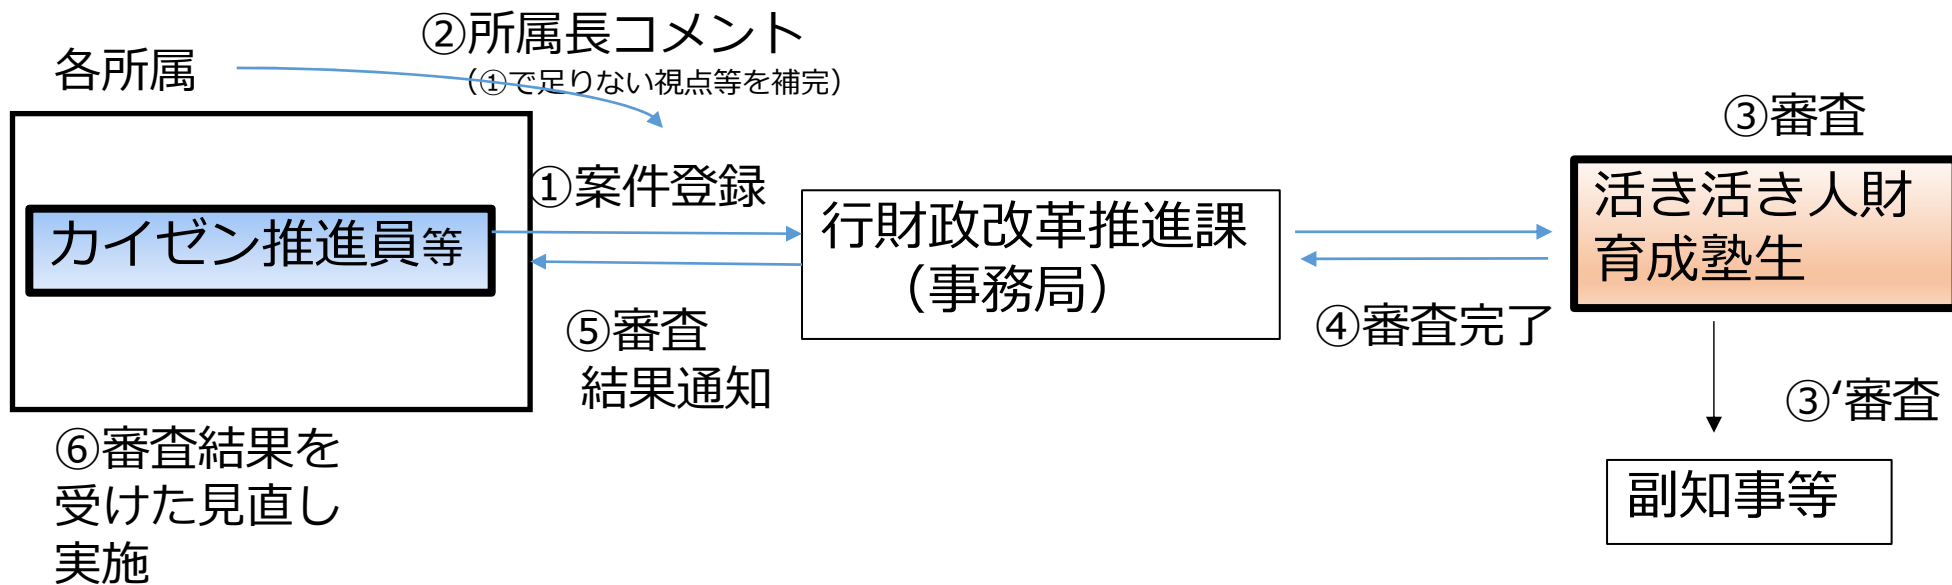 ②所属長コメント
（①で足りない視点等を補完）
各所属
③審査
①案件登録
カイゼン推進員等
行財政改革推進課
（事務局）
活き活き人財
育成塾生
⑤審査
結果通知
④審査完了
③‘審査
⑥審査結果を
受けた見直し
実施
副知事等